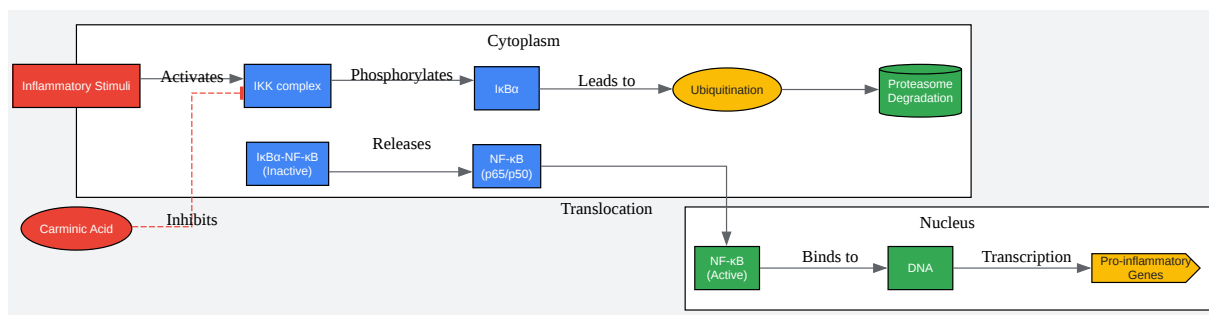 Cytoplasm
Inflammatory Stimuli
Activates
IKK complex
Phosphorylates
IκBα
Leads to
Ubiquitination
Proteasome
Degradation
IκBα-NF-κB
(Inactive)
Releases
NF-κB
(p65/p50)
Translocation
Carminic Acid
Inhibits
Nucleus
NF-κB
(Active)
Binds to
DNA
Transcription
Pro-inflammatory
Genes